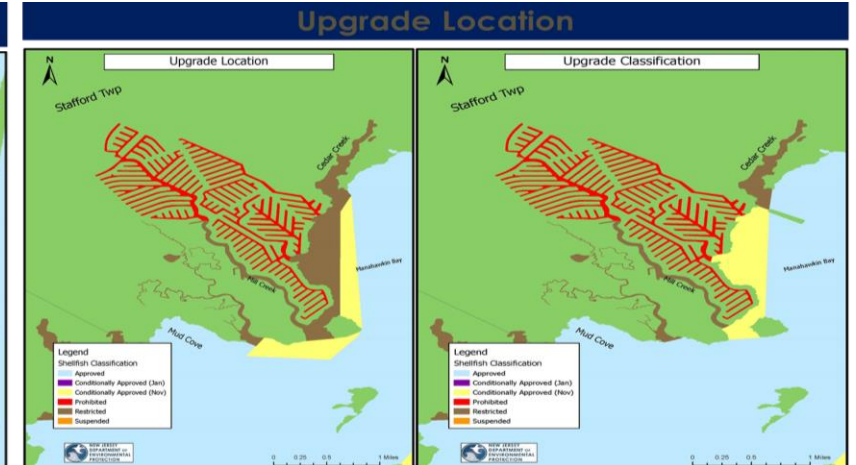 Upgrade Location
Upgrade Location
N
Stafford Twp
Cedar Creek
Mill Creek
Manahawkin Bay
Mud Cove
Legend
Shellfish Classification
Approved
Conditionally Approved (Jan)
Conditionally Approved (Nov)
Prohibited
Restricted
Suspended
NEW JERSEY
DEPARTMENT OF
ENVIRONMENTAL
PROTECTION
0 0.25 0.5 1 Miles
Upgrade Classification
N
Stafford Twp
Cedar Creek
Mill Creek
Manahawkin Bay
Mud Cove
Legend
Shellfish Classification
Approved
Conditionally Approved (Jan)
Conditionally Approved (Nov)
Prohibited
Restricted
Suspended
NEW JERSEY
DEPARTMENT OF
ENVIRONMENTAL
PROTECTION
0 0.25 0.5 1 Miles